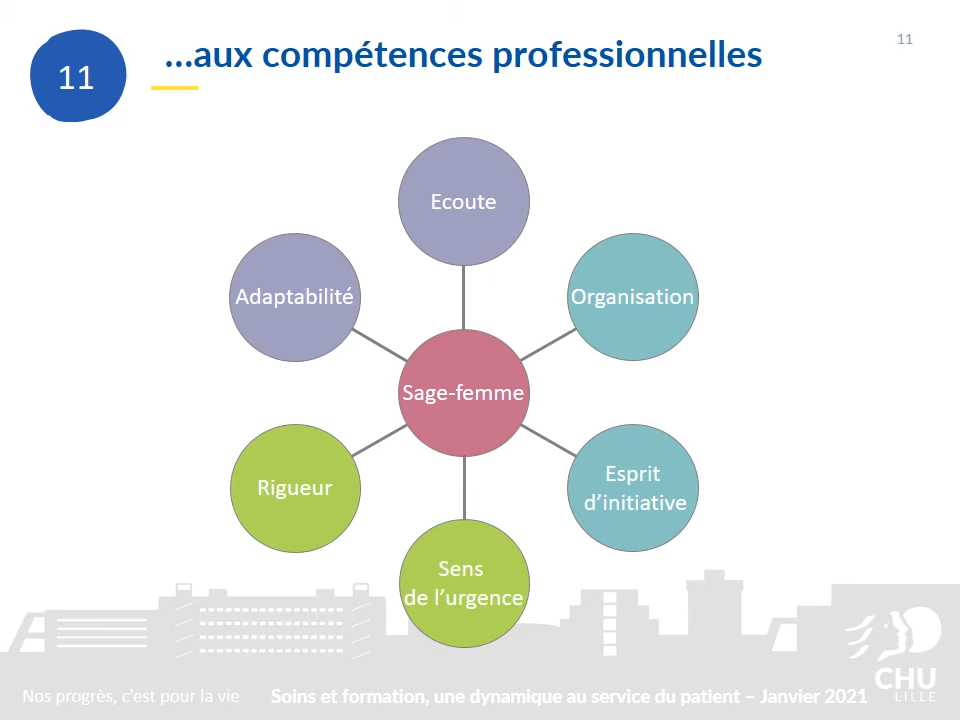 11
...aux compétences professionnelles
11
Ecoute
Adaptabilité
Organisation
Sage-femme
Rigueur
Esprit
d’initiative
Sens
de l’urgence
Nos progrès, c’est pour la vie
Soins et formation, une dynamique au service du patient – Janvier 2021
CHU
LILLE